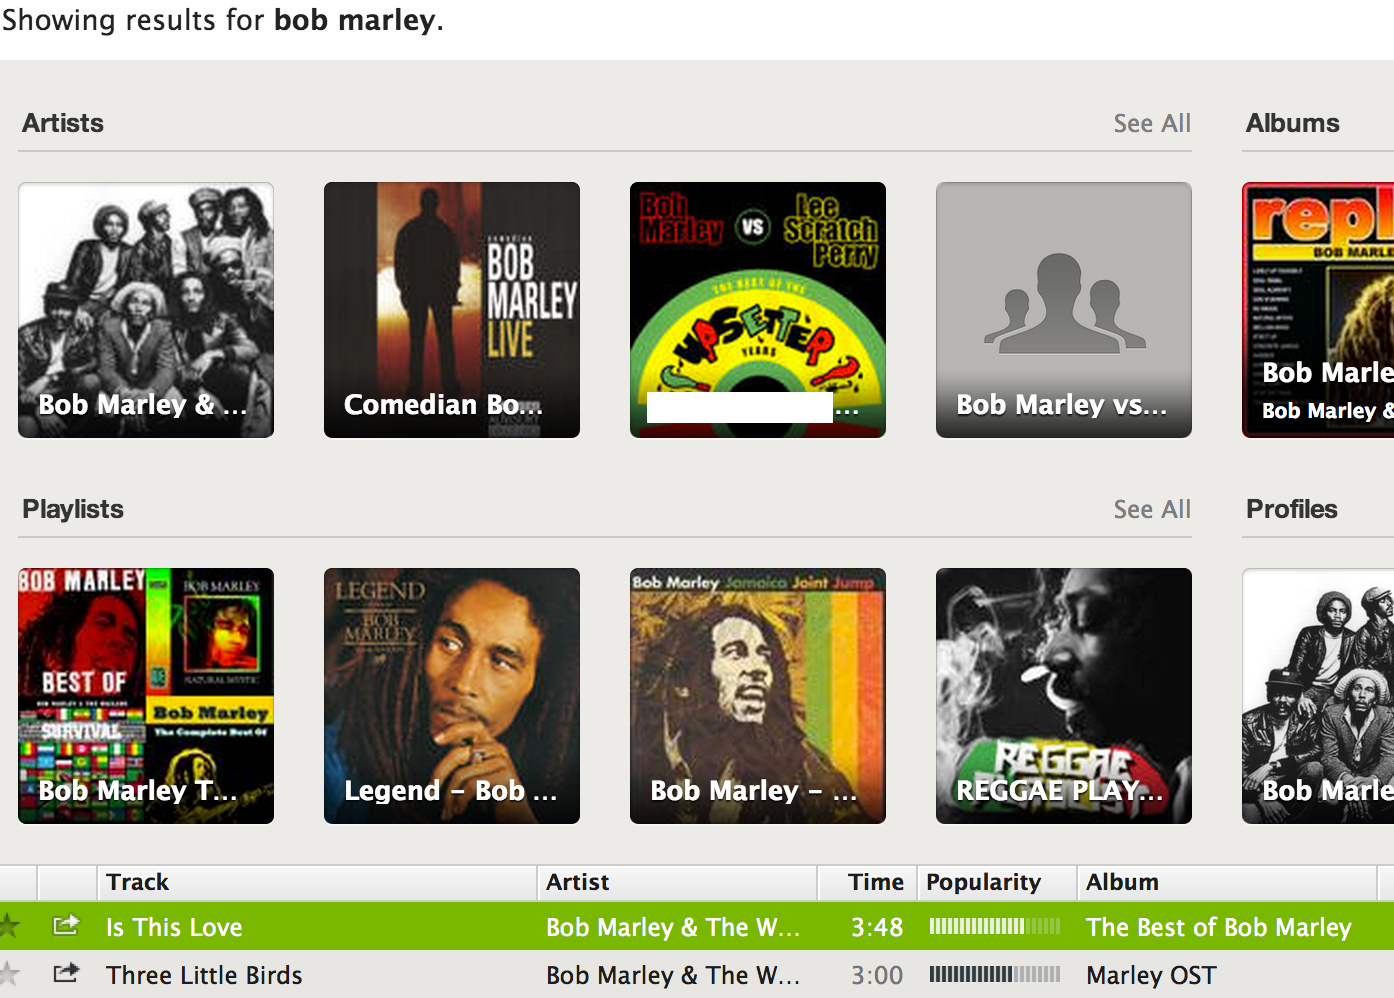 Showing results for bob marley.
Artists
See All
Albums
Bob Marley & ...
comedian
BOB
MARLEY
LIVE
Comedian Bo...
Bob
Marley
VS
Lee
Scratch
Perry
THE BEST OF THE
UPSETTER
YEARS
...
Bob Marley vs...
repl
BOB MARLE
Bob Marle
Bob Marley &
Playlists
See All
Profiles
BOB MARLEY
BEST OF
BOB MARLEY
NATURAL MYSTIC
SURVIVAL
Bob Marley
The Complete Best Of
Bob Marley T...
LEGEND
BOB
MARLEY
Legend – Bob ...
Bob Marley Jamaica Joint Jump
Bob Marley – ...
REGGAE
REGGAE PLAY...
Bob Marle
Track Artist Time Popularity Album
Is This Love Bob Marley & The W... 3:48 The Best of Bob Marley
Three Little Birds Bob Marley & The W... 3:00 Marley OST